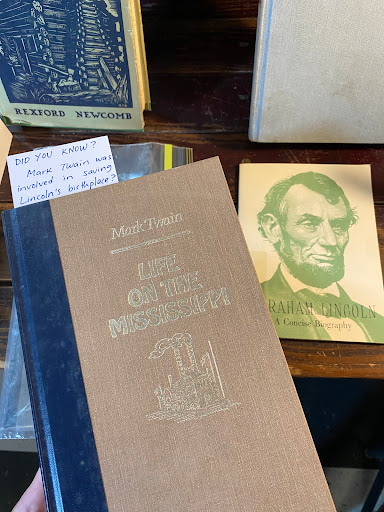 REXFORD NEWCOMB
DID YOU KNOW?
Mark Twain was
involved in saving
Lincoln's birthplace?
Mark Twain
LIFE
ON THE
MISSISSIPPI
RAHAM LINCOLN
A Concise Biography